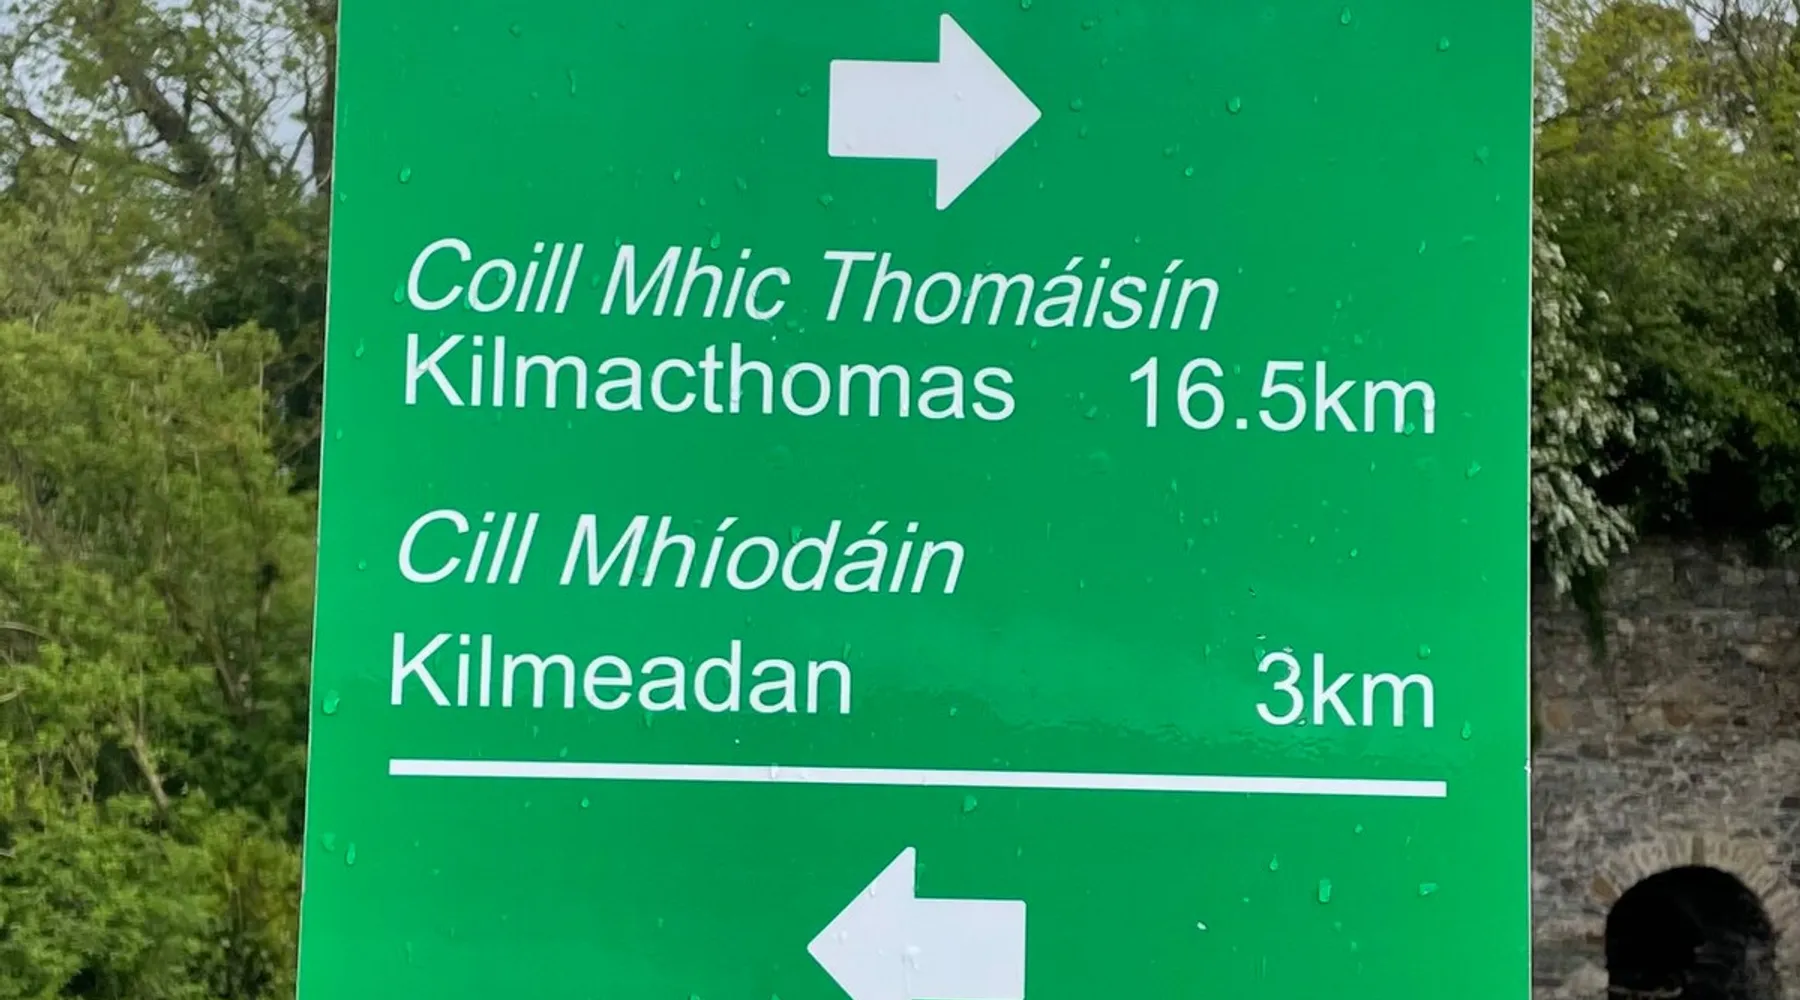 Coill Mhic Thomáisín
Kilmacthomas 16.5km
Cill Mhíodáin
Kilmeadan 3km